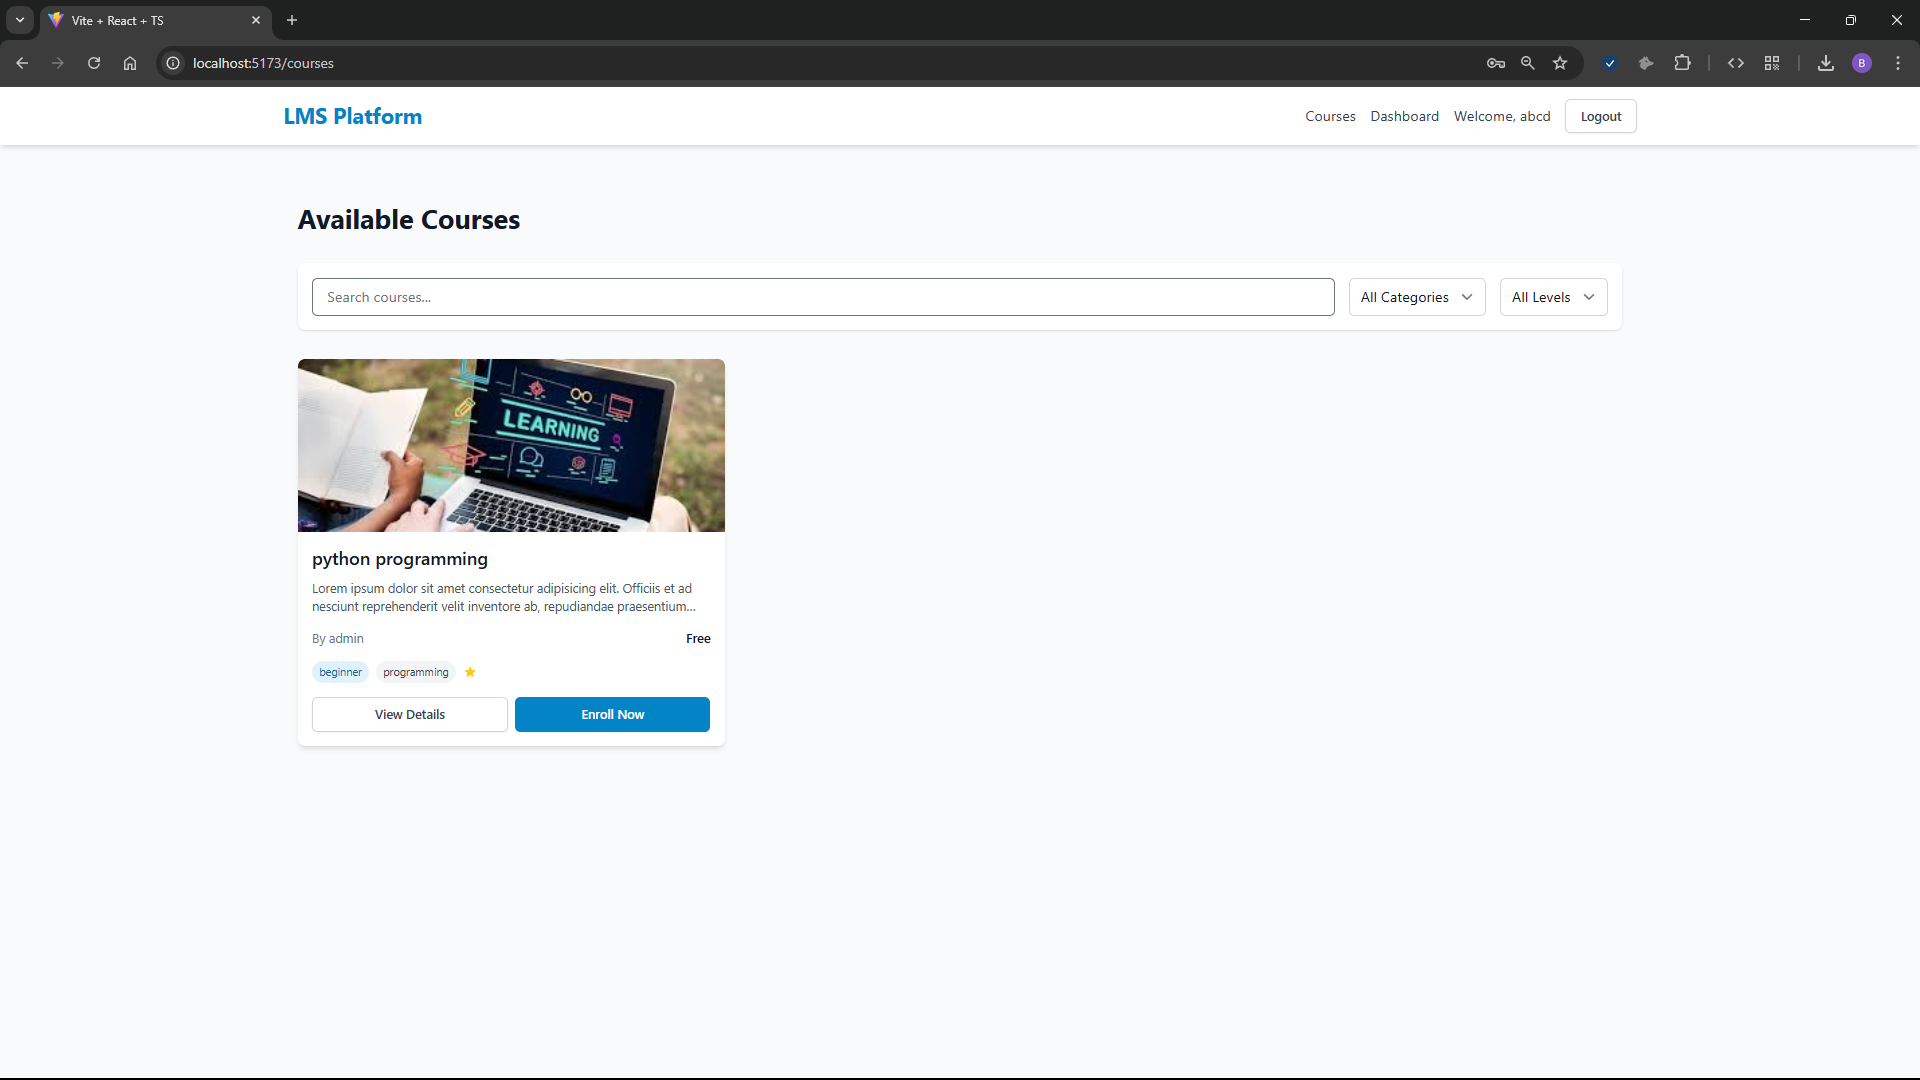 Vite + React + TS
localhost:5173/courses
B
LMS Platform
Courses Dashboard Welcome, abcd Logout
Available Courses
Search courses... All Categories All Levels
LEARNING
python programming
Lorem ipsum dolor sit amet consectetur adipisicing elit. Officiis et ad
nesciunt reprehenderit velit inventore ab, repudiandae praesentium...
By admin Free
beginner programming
View Details Enroll Now